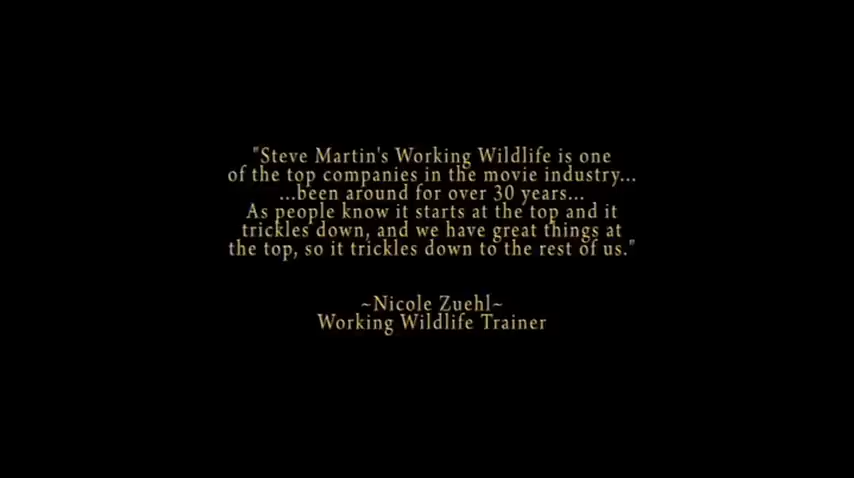 "Steve Martin's Working Wildlife is one
of the top companies in the movie industry...
...been around for over 30 years...
As people know it starts at the top and it
trickles down, and we have great things at
the top, so it trickles down to the rest of us."
~Nicole Zuehl~
Working Wildlife Trainer